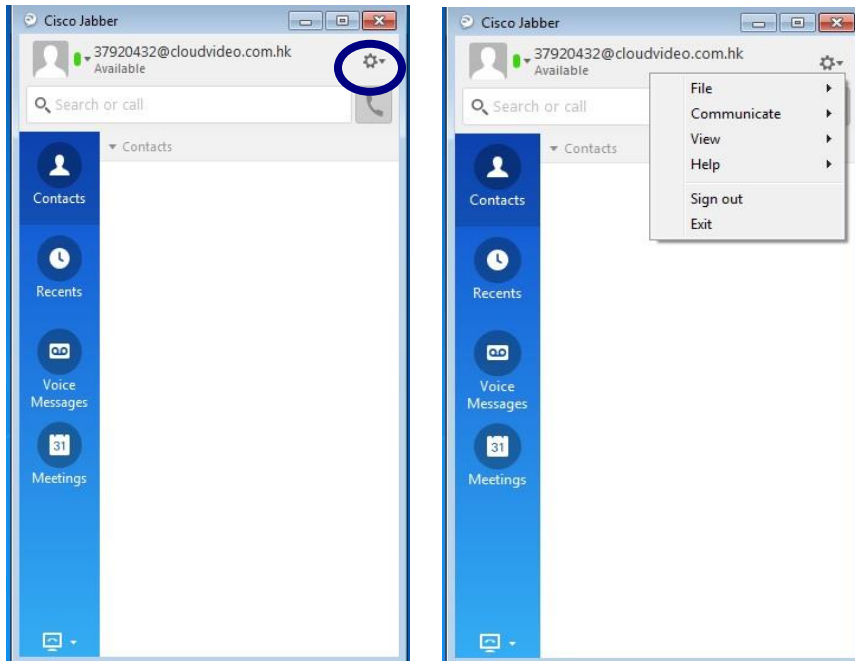 Cisco Jabber
37920432@cloudvideo.com.hk
Available
Search or call
Contacts
Contacts
Recents
Voice
Messages
31
Meetings
Cisco Jabber
37920432@cloudvideo.com.hk
Available
Search or call
File
Communicate
View
Help
Sign out
Exit
Contacts
Contacts
Recents
Voice
Messages
31
Meetings